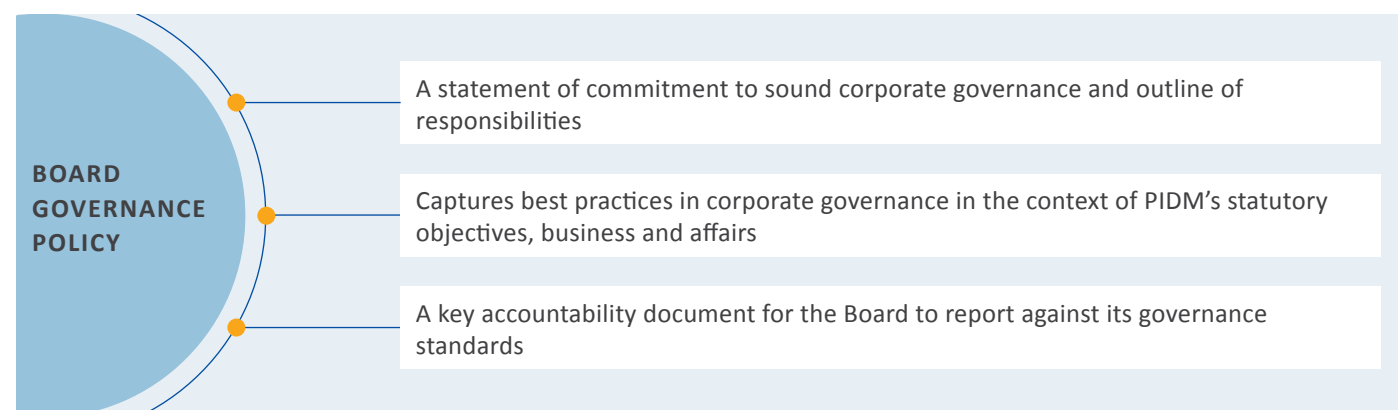 BOARD
GOVERNANCE
POLICY
A statement of commitment to sound corporate governance and outline of
responsibilities
Captures best practices in corporate governance in the context of PIDM’s statutory
objectives, business and affairs
A key accountability document for the Board to report against its governance
standards